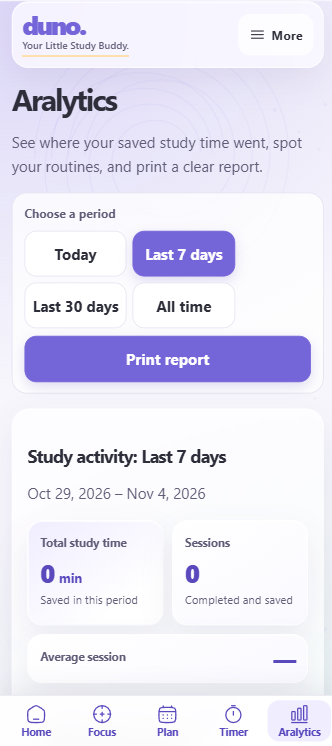 duno.
Your Little Study Buddy.
More
Aralytics
See where your saved study time went, spot
your routines, and print a clear report.
Choose a period
Today
Last 7 days
Last 30 days
All time
Print report
Study activity: Last 7 days
Oct 29, 2026 – Nov 4, 2026
Total study time
0 min
Saved in this period
Sessions
0
Completed and saved
Average session
—
Home
Focus
Plan
Timer
Analytics